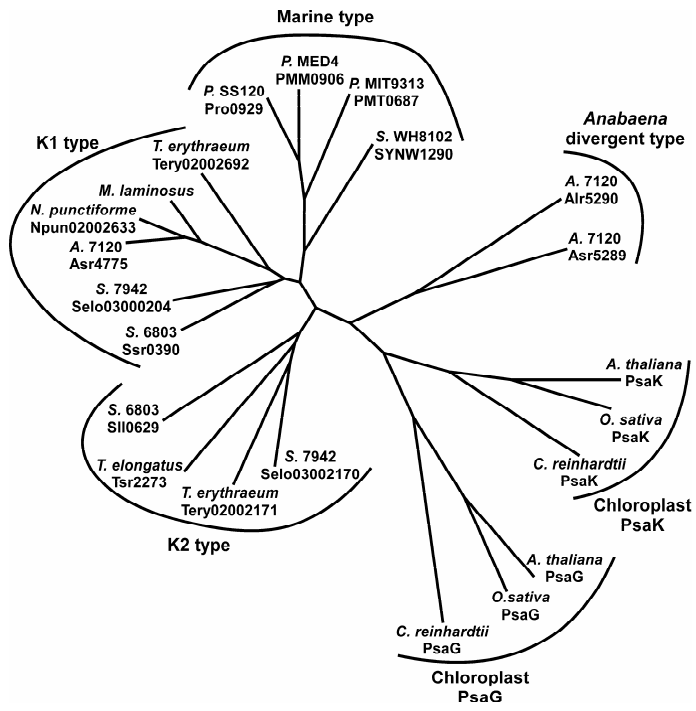 Marine type
P. MED4
PMM0906
P. SS120
Pro0929
P. MIT9313
PMT0687
S. WH8102
SYNW1290
Anabaena
divergent type
A. 7120
Alr5290
A. 7120
Asr5289
K1 type
T. erythraeum
Tery02002692
M. laminosus
N. punctiforme
Npun02002633
A. 7120
Asr4775
S. 7942
Selo03000204
S. 6803
Ssr0390
S. 6803
Sll0629
T. elongatus
Tsr2273
T. erythraeum
Tery02002171
S. 7942
Selo03002170
K2 type
A. thaliana
PsaK
O. sativa
PsaK
C. reinhardtii
PsaK
Chloroplast
PsaK
A. thaliana
PsaG
O.sativa
PsaG
C. reinhardtii
PsaG
Chloroplast
PsaG